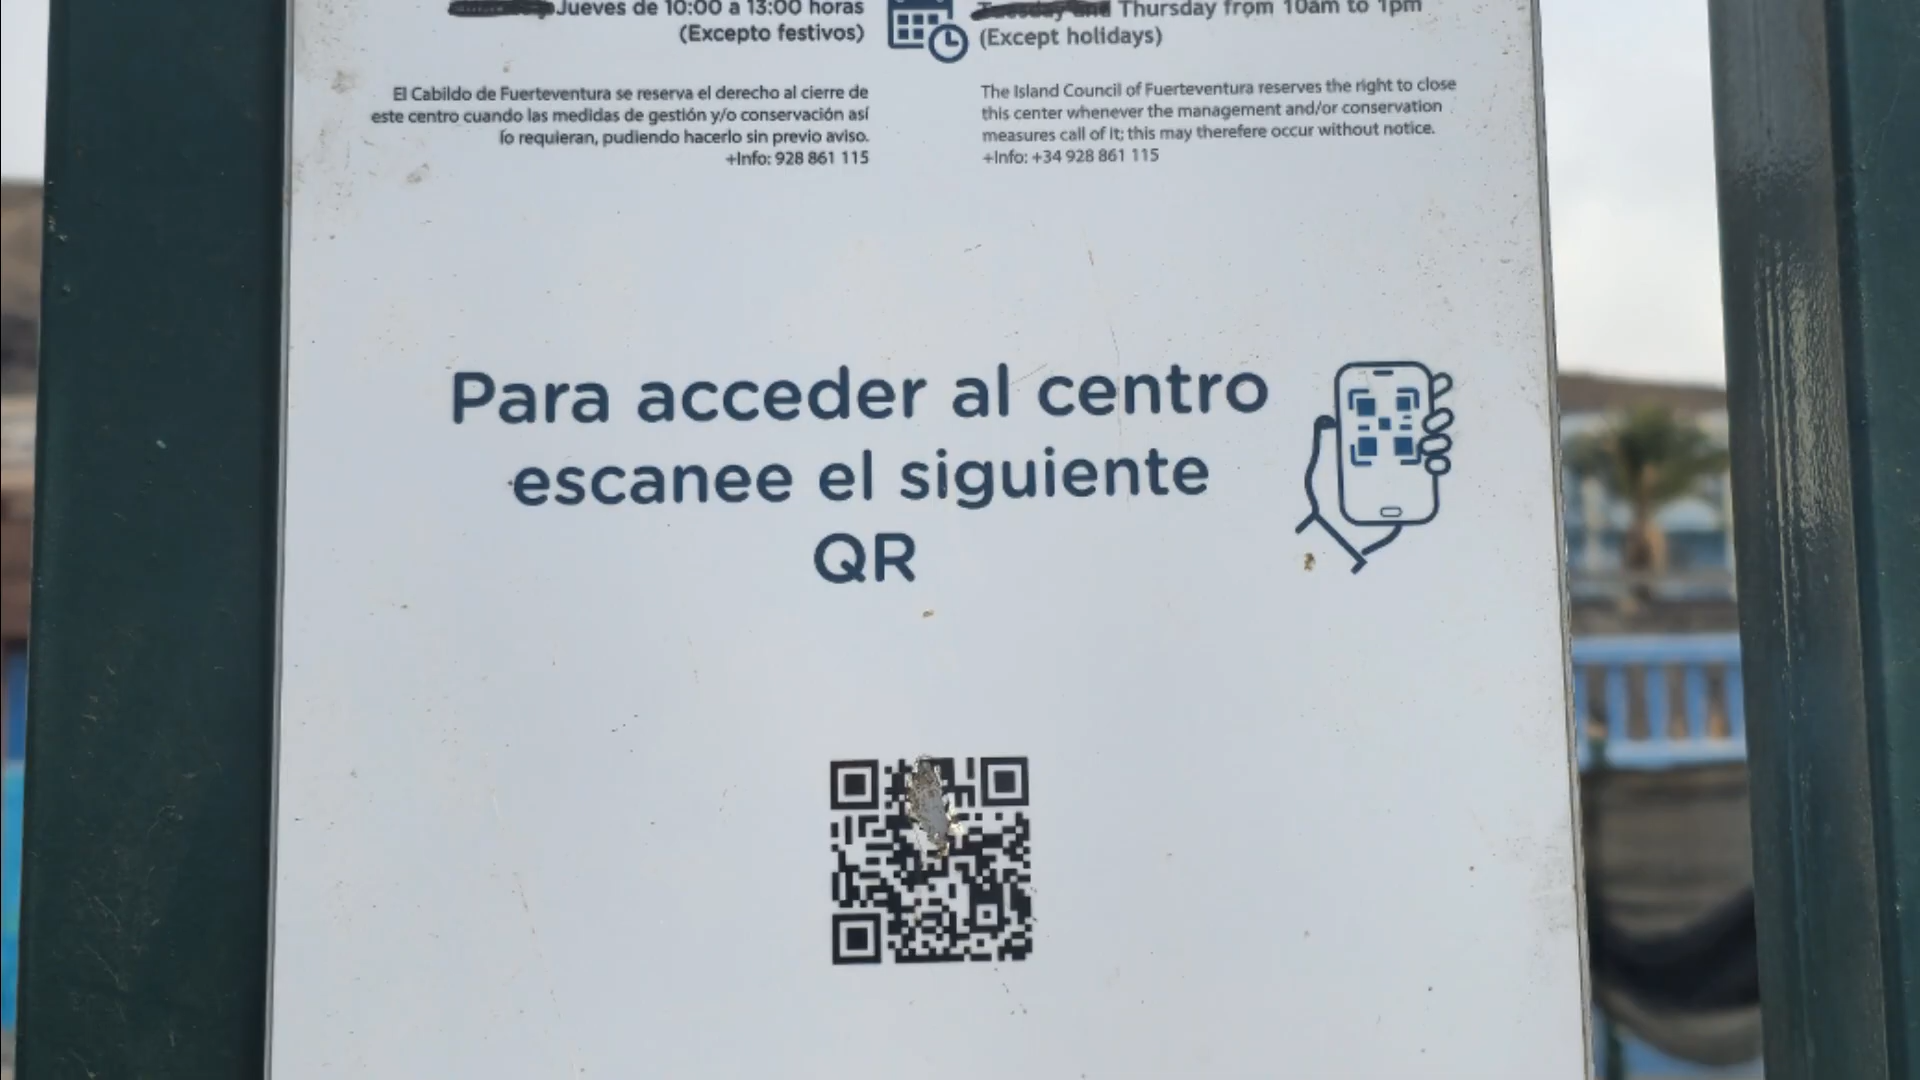 Jueves de 10:00 a 13:00 horas
(Excepto festivos)
Thursday from 10am to 1pm
(Except holidays)
El Cabildo de Fuerteventura se reserva el derecho al cierre de
este centro cuando las medidas de gestión y/o conservación así
lo requieran, pudiendo hacerlo sin previo aviso.
+Info: 928 861 115
The Island Council of Fuerteventura reserves the right to close
this center whenever the management and/or conservation
measures call of it; this may therefere occur without notice.
+Info: +34 928 861 115
Para acceder al centro
escanee el siguiente
QR